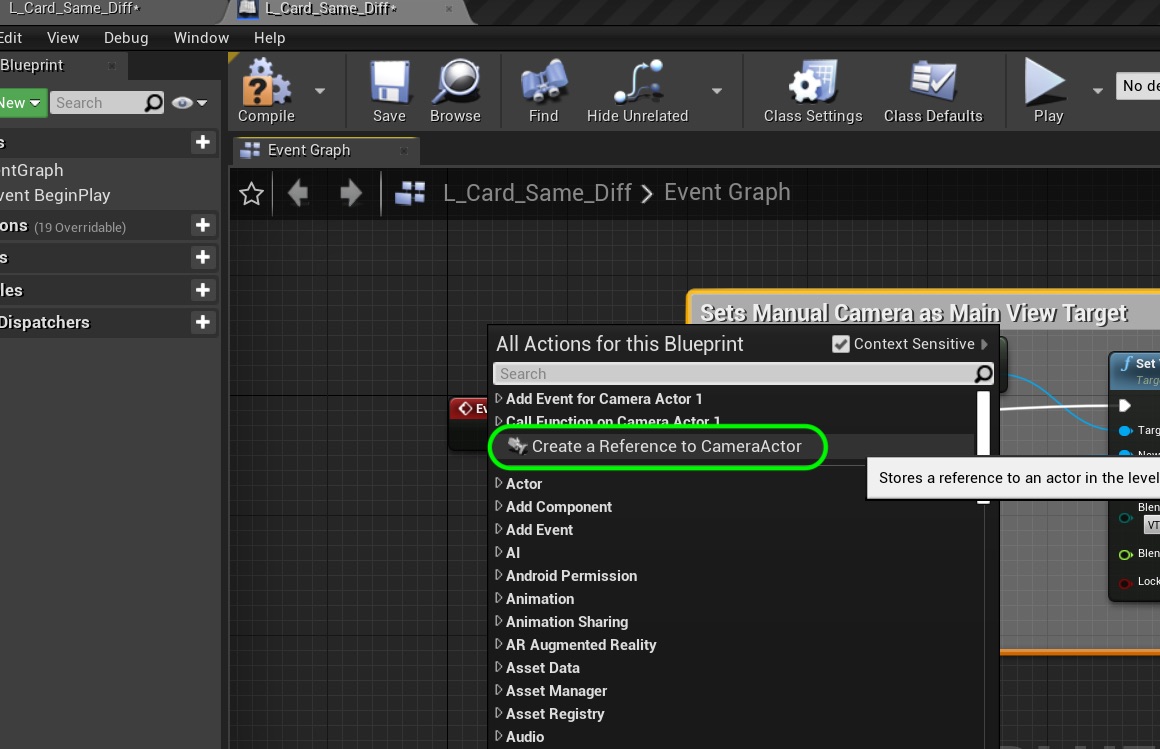 L_Card_Same_Diff*
L_Card_Same_Diff*
Edit View Debug Window Help
Blueprint
New Search
Compile Save Browse Find Hide Unrelated Class Settings Class Defaults Play
No de
Event Graph
L_Card_Same_Diff > Event Graph
s
ntGraph
vent BeginPlay
ons (19 Overridable)
s
les
Dispatchers
Sets Manual Camera as Main View Target
All Actions for this Blueprint Context Sensitive
Search
Add Event for Camera Actor 1
Call Function on Camera Actor 1
Create a Reference to CameraActor
Stores a reference to an actor in the level
Actor
Add Component
Add Event
AI
Android Permission
Animation
Animation Sharing
AR Augmented Reality
Asset Data
Asset Manager
Asset Registry
Audio
Ev
f Set
Targ
Targ
New
Blen
VT
Blen
Lock